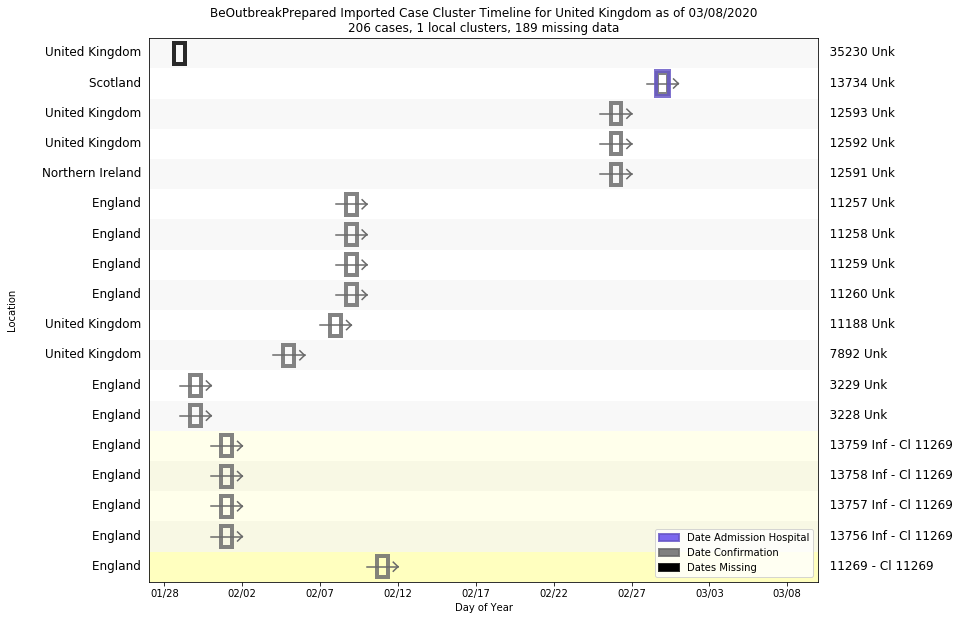 BeOutbreakPrepared Imported Case Cluster Timeline for United Kingdom as of 03/08/2020
206 cases, 1 local clusters, 189 missing data
United Kingdom 35230 Unk
Scotland 13734 Unk
United Kingdom 12593 Unk
United Kingdom 12592 Unk
Northern Ireland 12591 Unk
England 11257 Unk
England 11258 Unk
England 11259 Unk
England 11260 Unk
United Kingdom 11188 Unk
United Kingdom 7892 Unk
England 3229 Unk
England 3228 Unk
England 13759 Inf - Cl 11269
England 13758 Inf - Cl 11269
England 13757 Inf - Cl 11269
England 13756 Inf - Cl 11269
England 11269 - Cl 11269
Location
Date Admission Hospital
Date Confirmation
Dates Missing
01/28 02/02 02/07 02/12 02/17 02/22 02/27 03/03 03/08
Day of Year